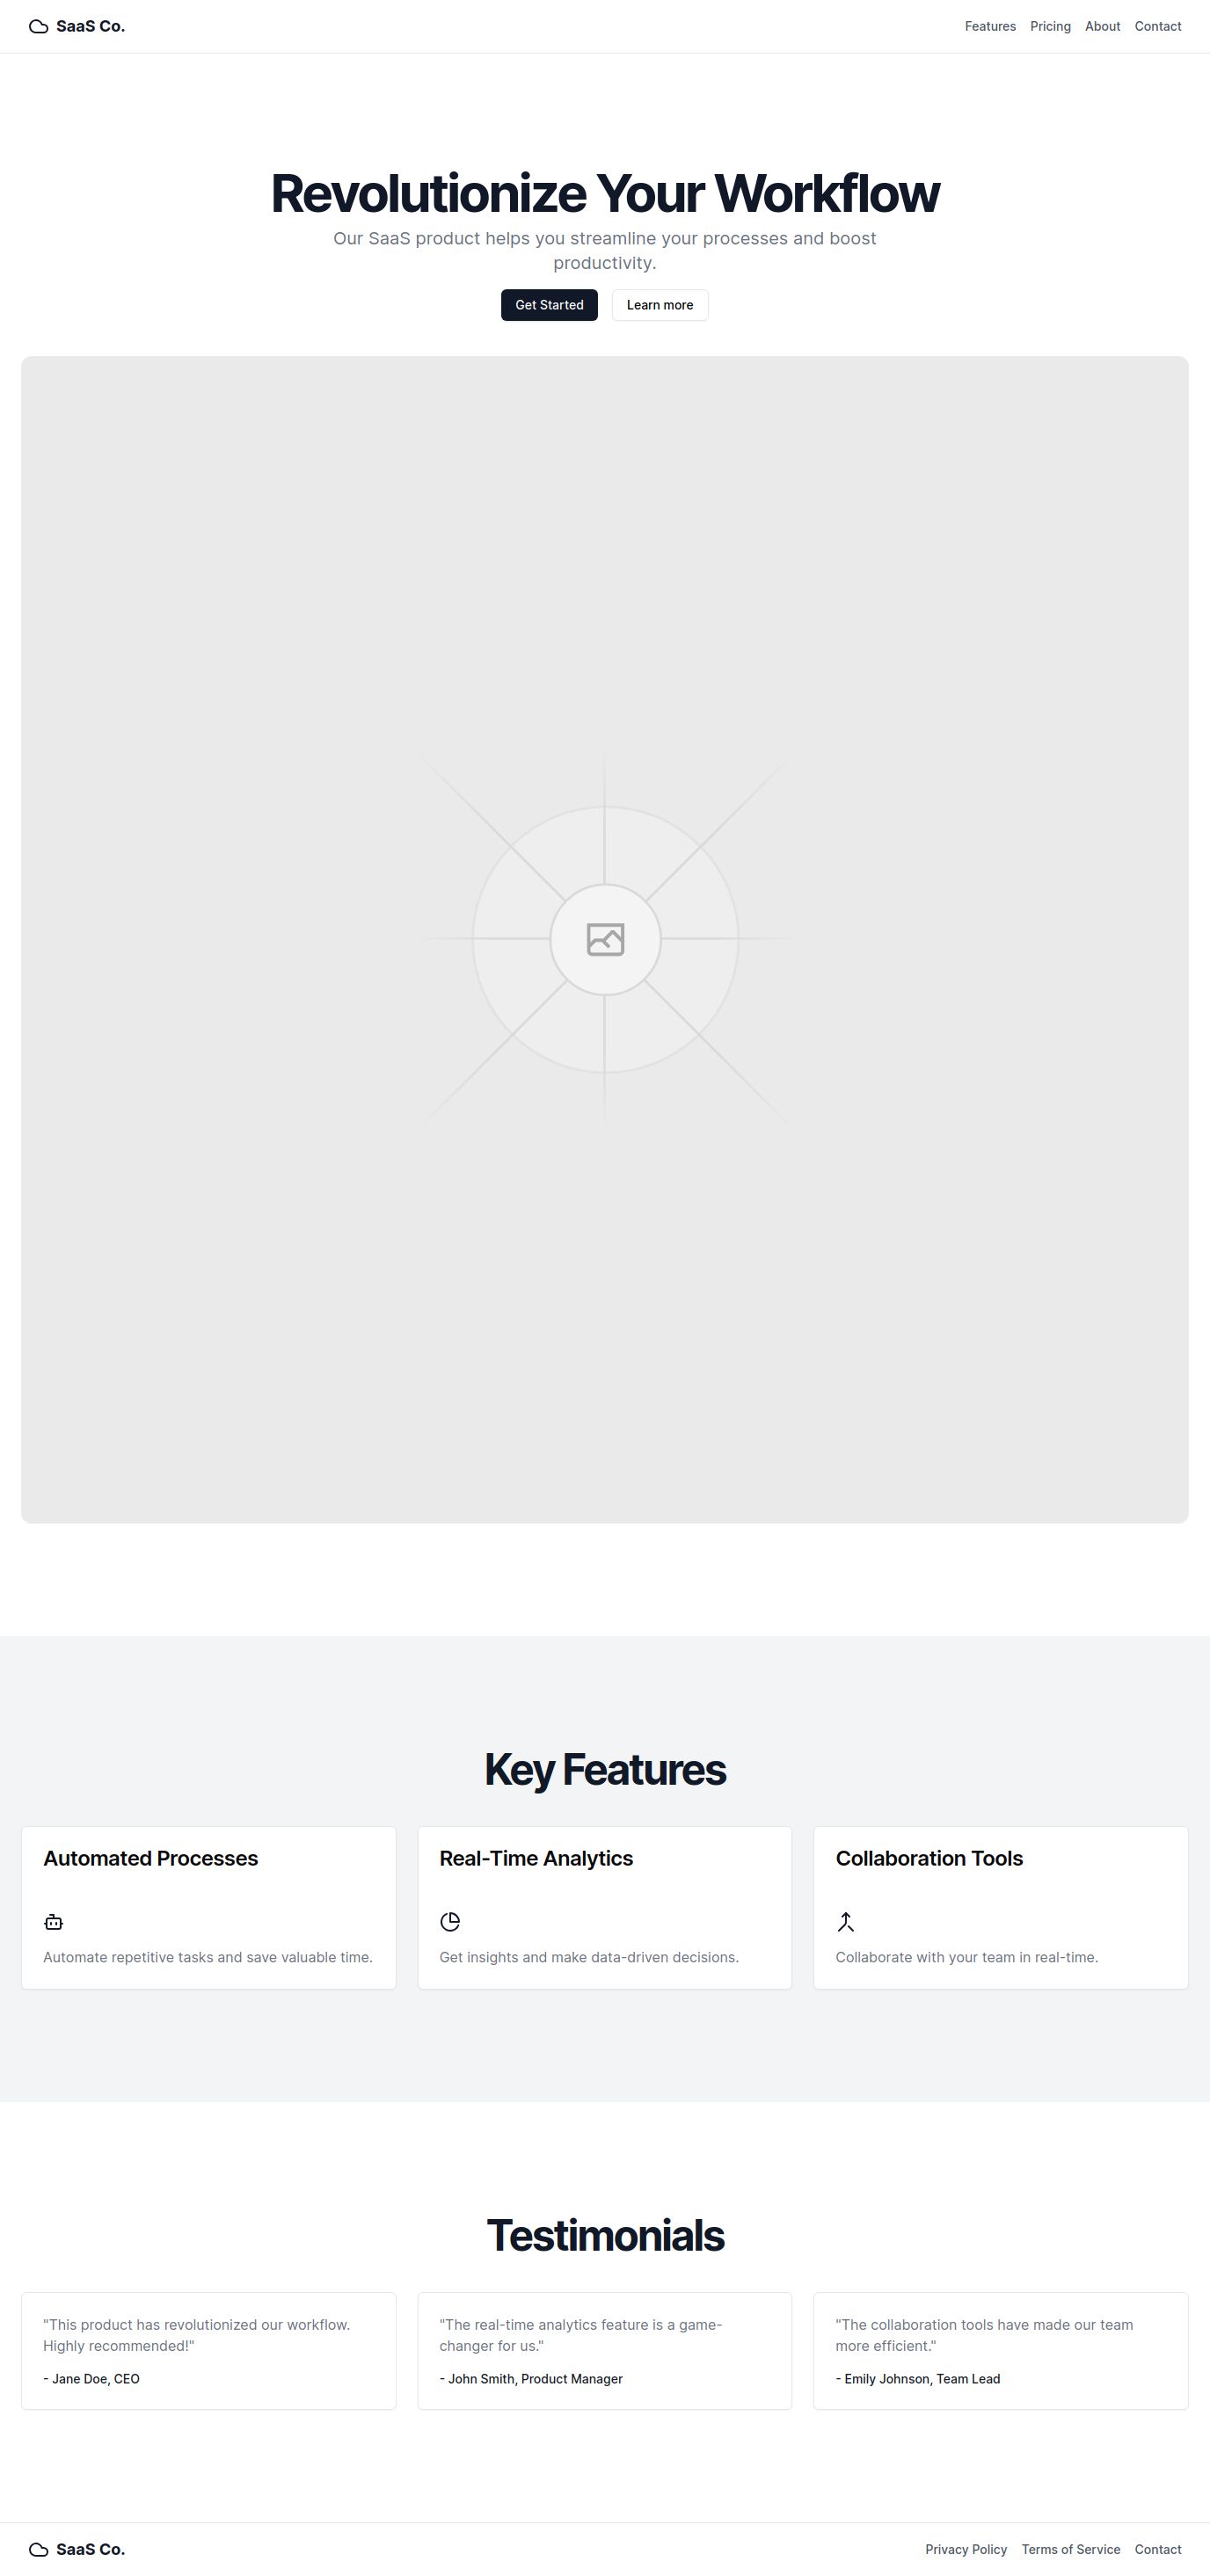 SaaS Co.
Features Pricing About Contact
Revolutionize Your Workflow
Our SaaS product helps you streamline your processes and boost
productivity.
Get Started Learn more
Key Features
Automated Processes
Automate repetitive tasks and save valuable time.
Real-Time Analytics
Get insights and make data-driven decisions.
Collaboration Tools
Collaborate with your team in real-time.
Testimonials
"This product has revolutionized our workflow.
Highly recommended!"
- Jane Doe, CEO
"The real-time analytics feature is a game-
changer for us."
- John Smith, Product Manager
"The collaboration tools have made our team
more efficient."
- Emily Johnson, Team Lead
SaaS Co.
Privacy Policy Terms of Service Contact